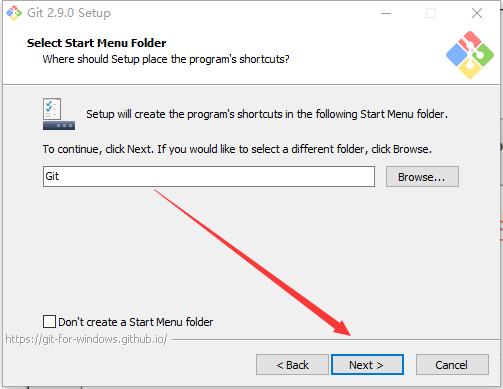 Git 2.9.0 Setup
Select Start Menu Folder
Where should Setup place the program's shortcuts?
Setup will create the program's shortcuts in the following Start Menu folder.
To continue, click Next. If you would like to select a different folder, click Browse.
Git
Browse...
Don't create a Start Menu folder
https://git-for-windows.github.io/
< Back
Next >
Cancel